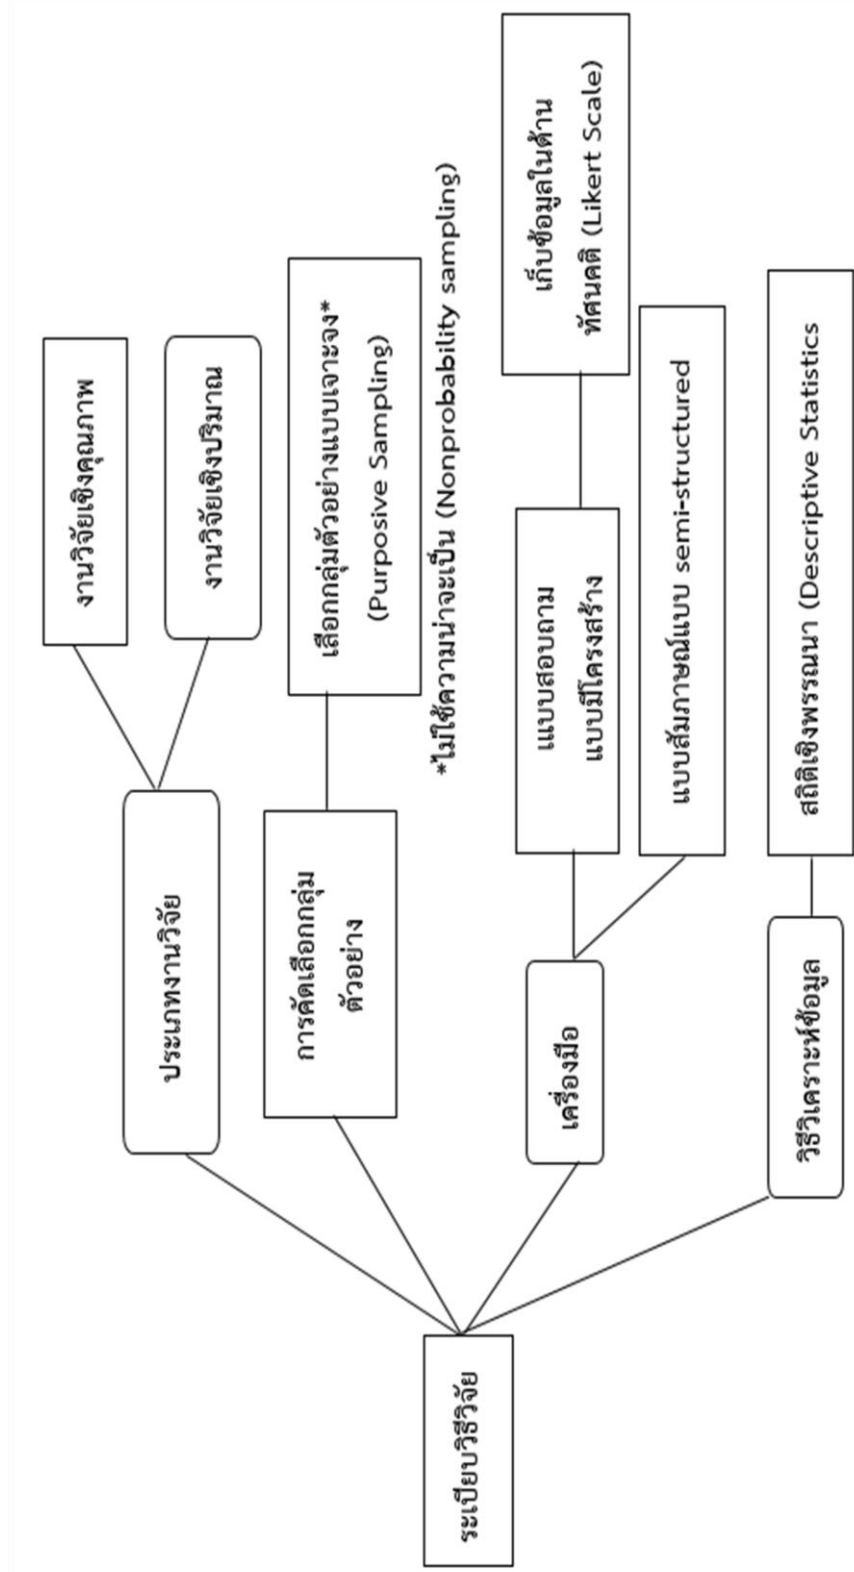 ระเบียบวิธีวิจัย
ประเภทงานวิจัย
งานวิจัยเชิงคุณภาพ
งานวิจัยเชิงปริมาณ
การคัดเลือกกลุ่ม
ตัวอย่าง
เลือกกลุ่มตัวอย่างแบบเจาะจง*
(Purposive Sampling)
*ไม่ใช้ความน่าจะเป็น (Nonprobability sampling)
เครื่องมือ
แบบสอบถาม
แบบมีโครงสร้าง
เก็บข้อมูลในด้าน
ทัศนคติ (Likert Scale)
แบบสัมภาษณ์แบบ semi-structured
วิธีวิเคราะห์ข้อมูล
สถิติเชิงพรรณนา (Descriptive Statistics